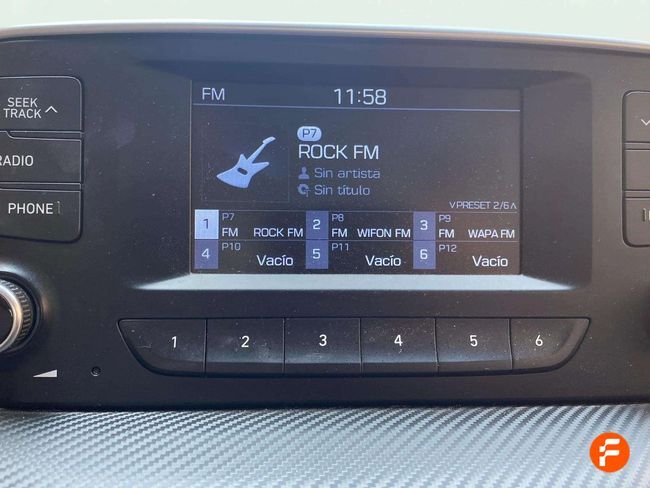 FM
11:58
SEEK
TRACK
RADIO
PHONE
P7
ROCK FM
Sin artista
Sin título
PRESET 2/6
1 P7 FM ROCK FM
2 P8 FM WIFON FM
3 P9 FM WAPA FM
4 P10 Vacío
5 P11 Vacío
6 P12 Vacío
1 2 3 4 5 6